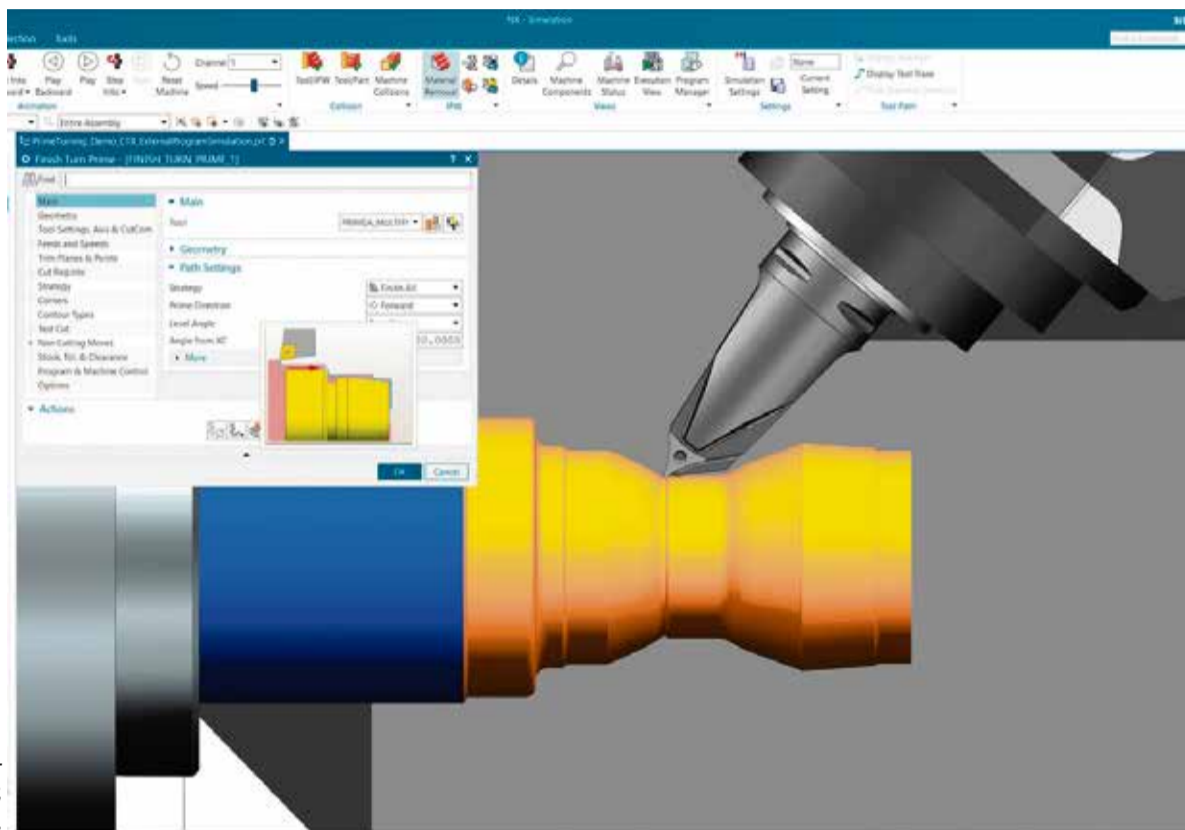 NX - Simulation
Tools
Play Backward
Play
Step
Reset Machine
Channel 1
Speed
Tool/IPW
Tool/Part
Machine Collisions
Material Removal
Details
Machine Components
Machine Status
Execution View
Program Manager
Simulation Settings
None
Current Setting
Display Tool Trace
Animation
Collision
IPW
Views
Settings
Tool Path
Entire Assembly
Finish Turn Prime - [FINISH_TURN_PRIME_1]
Find
Main
Geometry
Tool Settings, Axis & CutCom
Feeds and Speeds
Trim Planes & Points
Cut Regions
Strategy
Corners
Contour Types
Test Cut
Non Cutting Moves
Stock, Tol. & Clearance
Program & Machine Control
Options
Main
Tool
Geometry
Path Settings
Strategy
Finish All
Prime Direction
Forward
Level Angle
Angle from XC
More
Actions
OK
Cancel